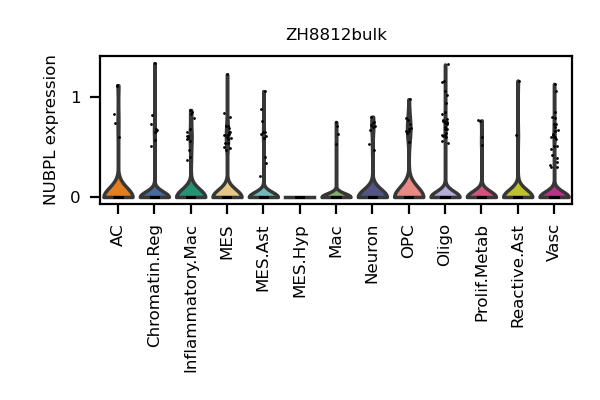 ZH8812bulk
NUBPL expression
1
0
AC
Chromatin.Reg
Inflammatory.Mac
MES
MES.Ast
MES.Hyp
Mac
Neuron
OPC
Oligo
Prolif.Metab
Reactive.Ast
Vasc